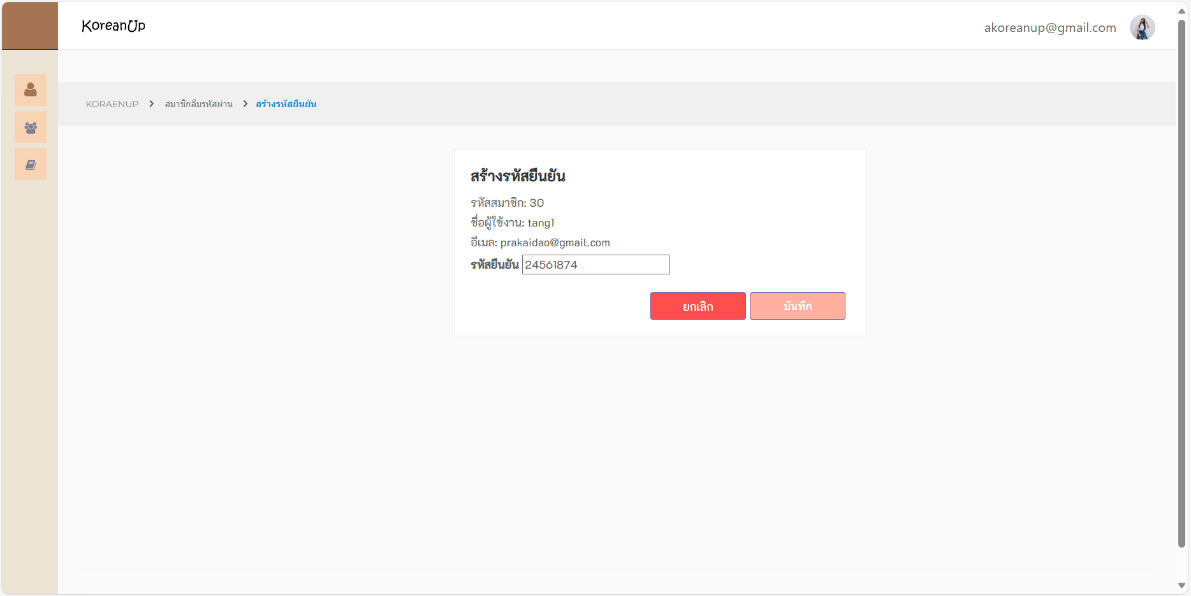 KoreanUp
akoreanup@gmail.com
KORAENUP > สมาชิกลืมรหัสผ่าน > สร้างรหัสยืนยัน
สร้างรหัสยืนยัน
รหัสสมาชิก: 30
ชื่อผู้ใช้งาน: tang1
อีเมล: prakaidao@gmail.com
รหัสยืนยัน 24561874
ยกเลิก บันทึก